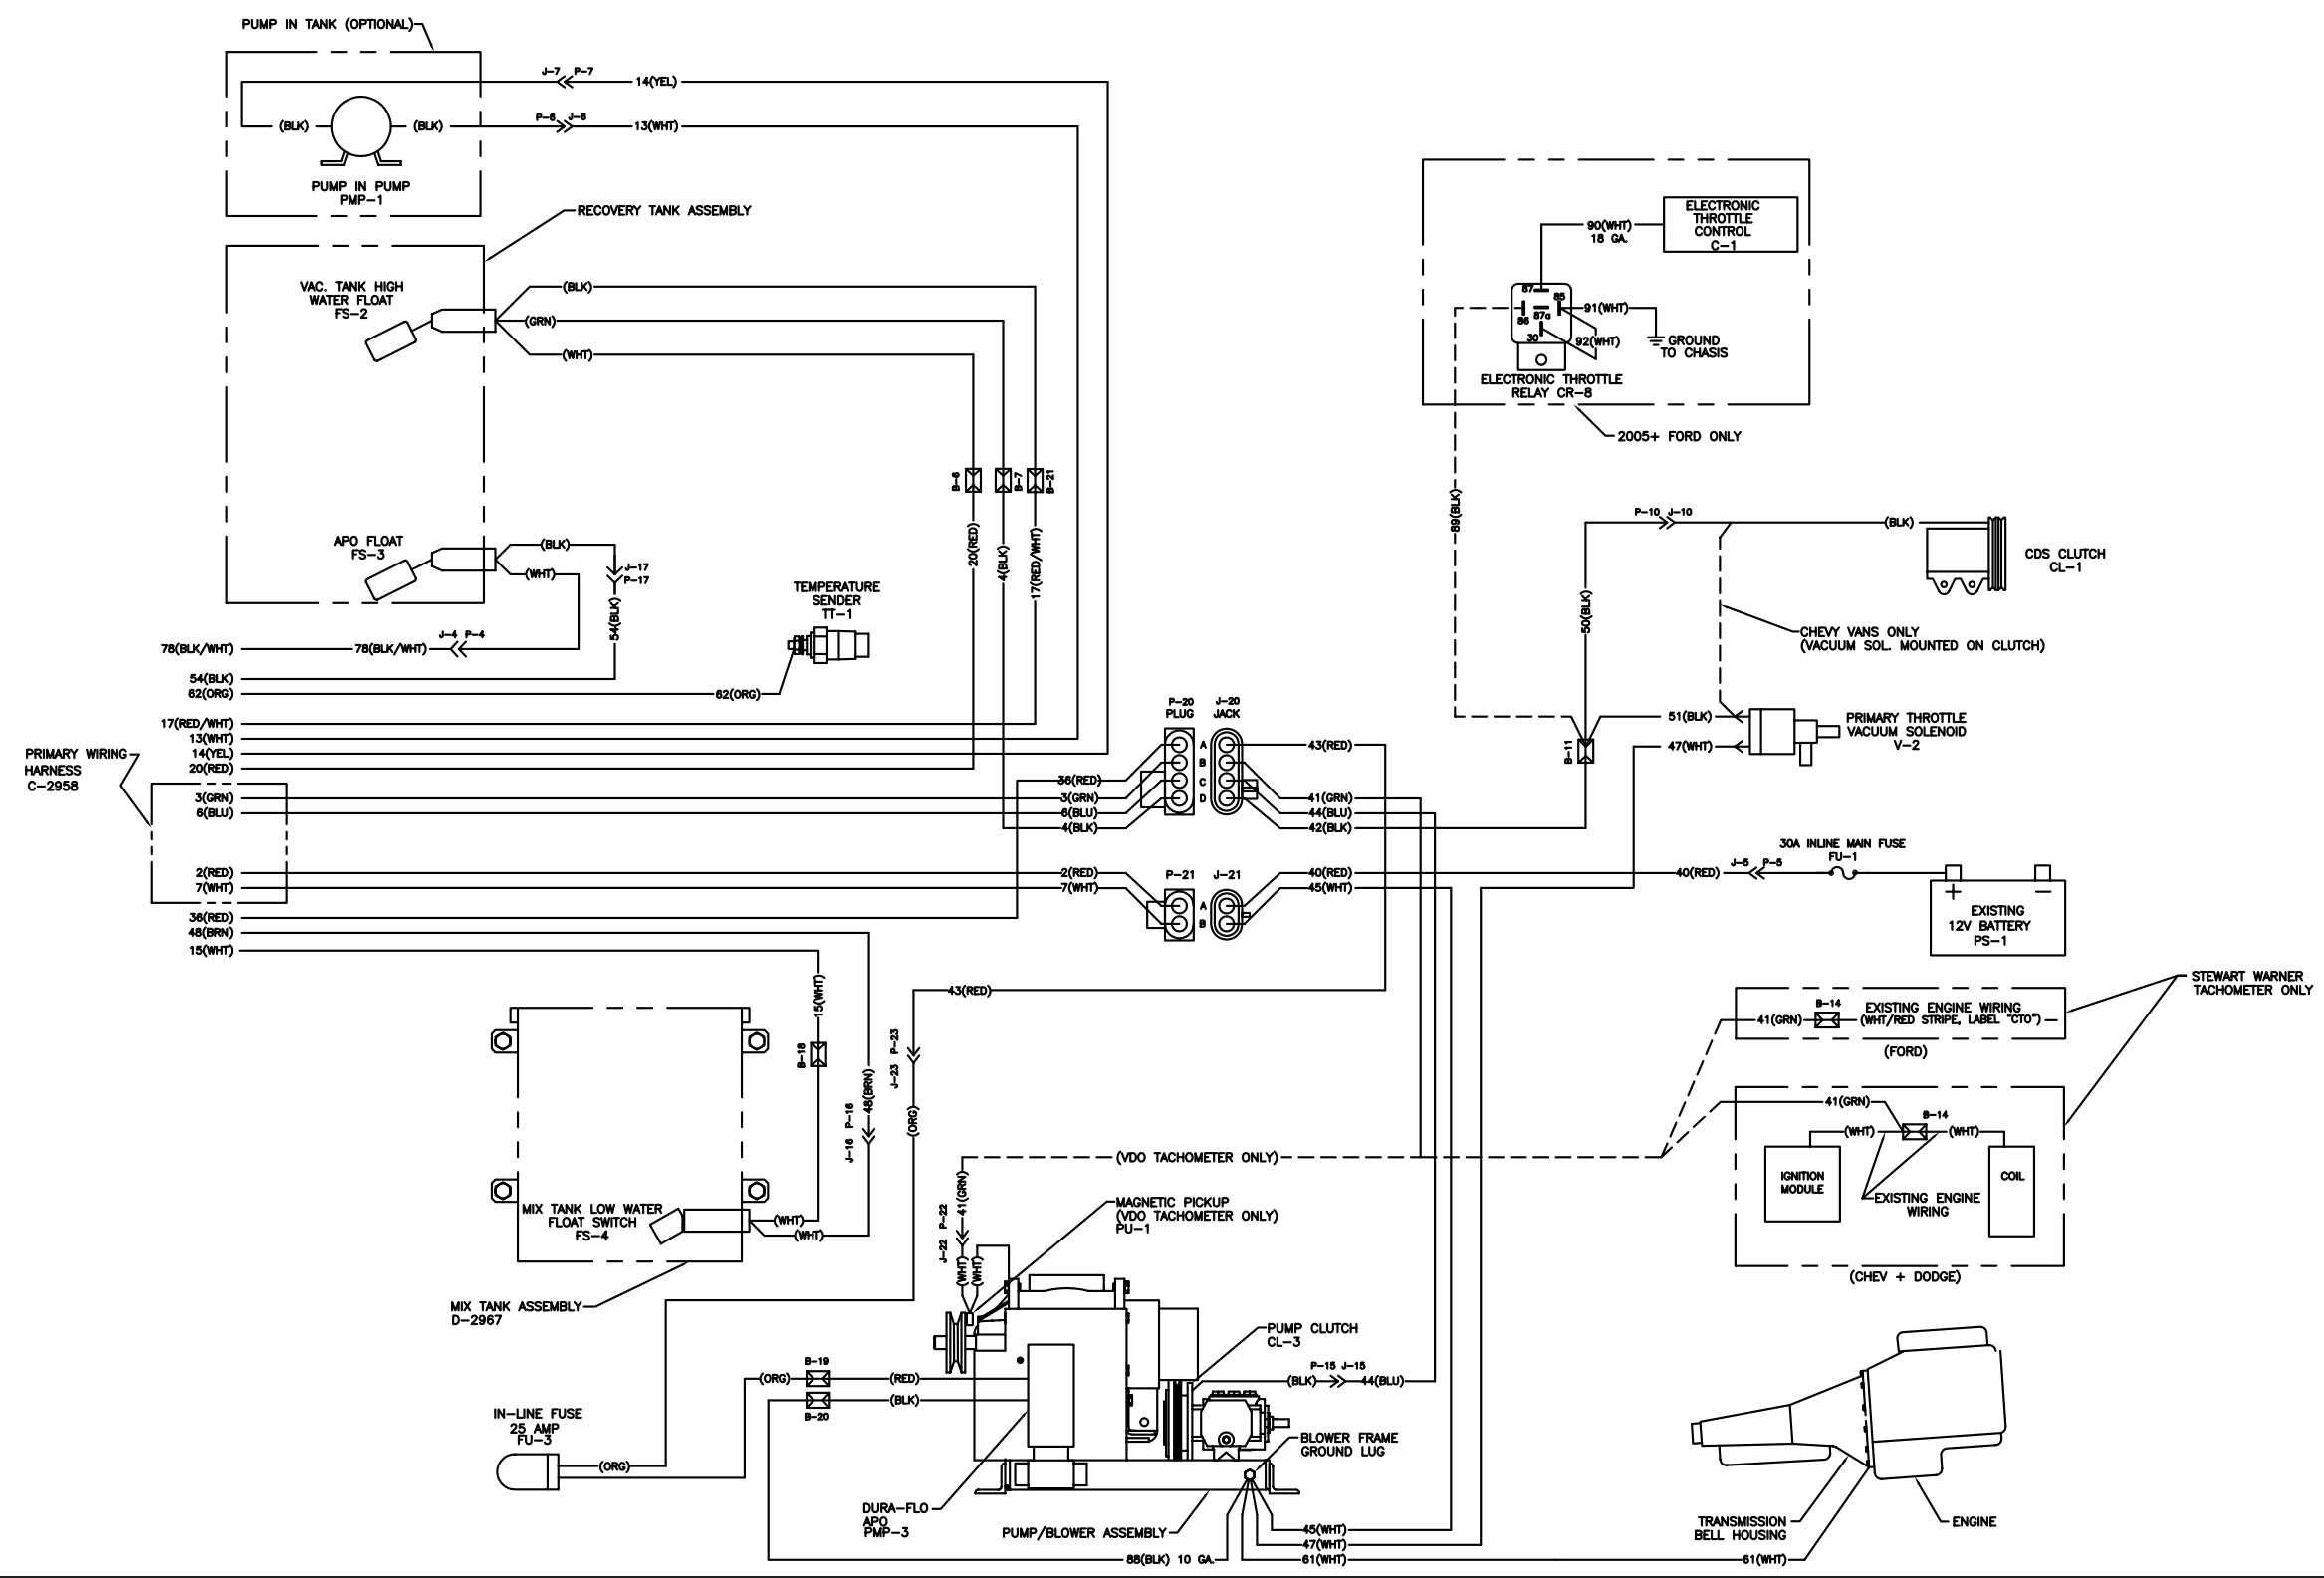 PUMP IN TANK (OPTIONAL)
J-7 P-7
14(YEL)
(BLK)
(BLK)
P-6 J-6
13(WHT)
PUMP IN PUMP
PMP-1
RECOVERY TANK ASSEMBLY
VAC. TANK HIGH
WATER FLOAT
FS-2
(BLK)
(GRN)
(WHT)
B-6
B-7
B-21
20(RED)
4(BLK)
17(RED/WHT)
APO FLOAT
FS-3
(BLK)
(WHT)
J-17
P-17
54(BLK)
TEMPERATURE
SENDER
TT-1
78(BLK/WHT)
78(BLK/WHT)
J-4 P-4
54(BLK)
62(ORG)
62(ORG)
17(RED/WHT)
13(WHT)
14(YEL)
20(RED)
PRIMARY WIRING
HARNESS
C-2958
3(GRN)
6(BLU)
2(RED)
7(WHT)
36(RED)
48(BRN)
15(WHT)
36(RED)
3(GRN)
6(BLU)
4(BLK)
2(RED)
7(WHT)
P-20
PLUG
J-20
JACK
A
B
C
D
43(RED)
41(GRN)
44(BLU)
42(BLK)
P-21
J-21
A
B
40(RED)
45(WHT)
ELECTRONIC
THROTTLE
CONTROL
C-1
90(WHT)
18 GA.
87
85
86
87a
30
91(WHT)
92(WHT)
GROUND
TO CHASIS
ELECTRONIC THROTTLE
RELAY CR-8
2005+ FORD ONLY
89(BLK)
P-10 J-10
(BLK)
CDS CLUTCH
CL-1
50(BLK)
CHEVY VANS ONLY
(VACUUM SOL. MOUNTED ON CLUTCH)
B-11
51(BLK)
47(WHT)
PRIMARY THROTTLE
VACUUM SOLENOID
V-2
30A INLINE MAIN FUSE
FU-1
40(RED)
J-5 P-5
+
−
EXISTING
12V BATTERY
PS-1
STEWART WARNER
TACHOMETER ONLY
B-14
EXISTING ENGINE WIRING
41(GRN)
(WHT/RED STRIPE, LABEL "CTO")
(FORD)
41(GRN)
B-14
(WHT)
(WHT)
IGNITION
MODULE
COIL
EXISTING ENGINE
WIRING
(CHEV + DODGE)
43(RED)
15(WHT)
B-18
48(BRN)
J-16 P-16
J-23 P-23
(ORG)
MIX TANK LOW WATER
FLOAT SWITCH
FS-4
(WHT)
(WHT)
MIX TANK ASSEMBLY
D-2967
(VDO TACHOMETER ONLY)
41(GRN)
J-22 P-22
(WHT)
(WHT)
MAGNETIC PICKUP
(VDO TACHOMETER ONLY)
PU-1
PUMP CLUTCH
CL-3
(BLK)
P-15 J-15
44(BLU)
B-19
(ORG)
(RED)
(BLK)
B-20
IN-LINE FUSE
25 AMP
FU-3
(ORG)
BLOWER FRAME
GROUND LUG
DURA-FLO
APO
PMP-3
PUMP/BLOWER ASSEMBLY
45(WHT)
47(WHT)
88(BLK) 10 GA.
61(WHT)
61(WHT)
TRANSMISSION
BELL HOUSING
ENGINE